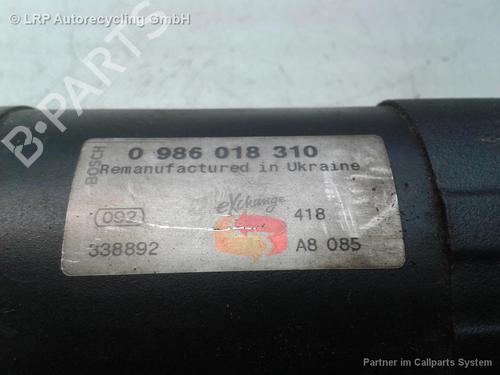 © LRP Autorecycling GmbH
B-PARTS
BOSCH
0 986 018 310
Remanufactured in Ukraine
092
eXchange
418
338892
A8 085
Partner im Callparts System